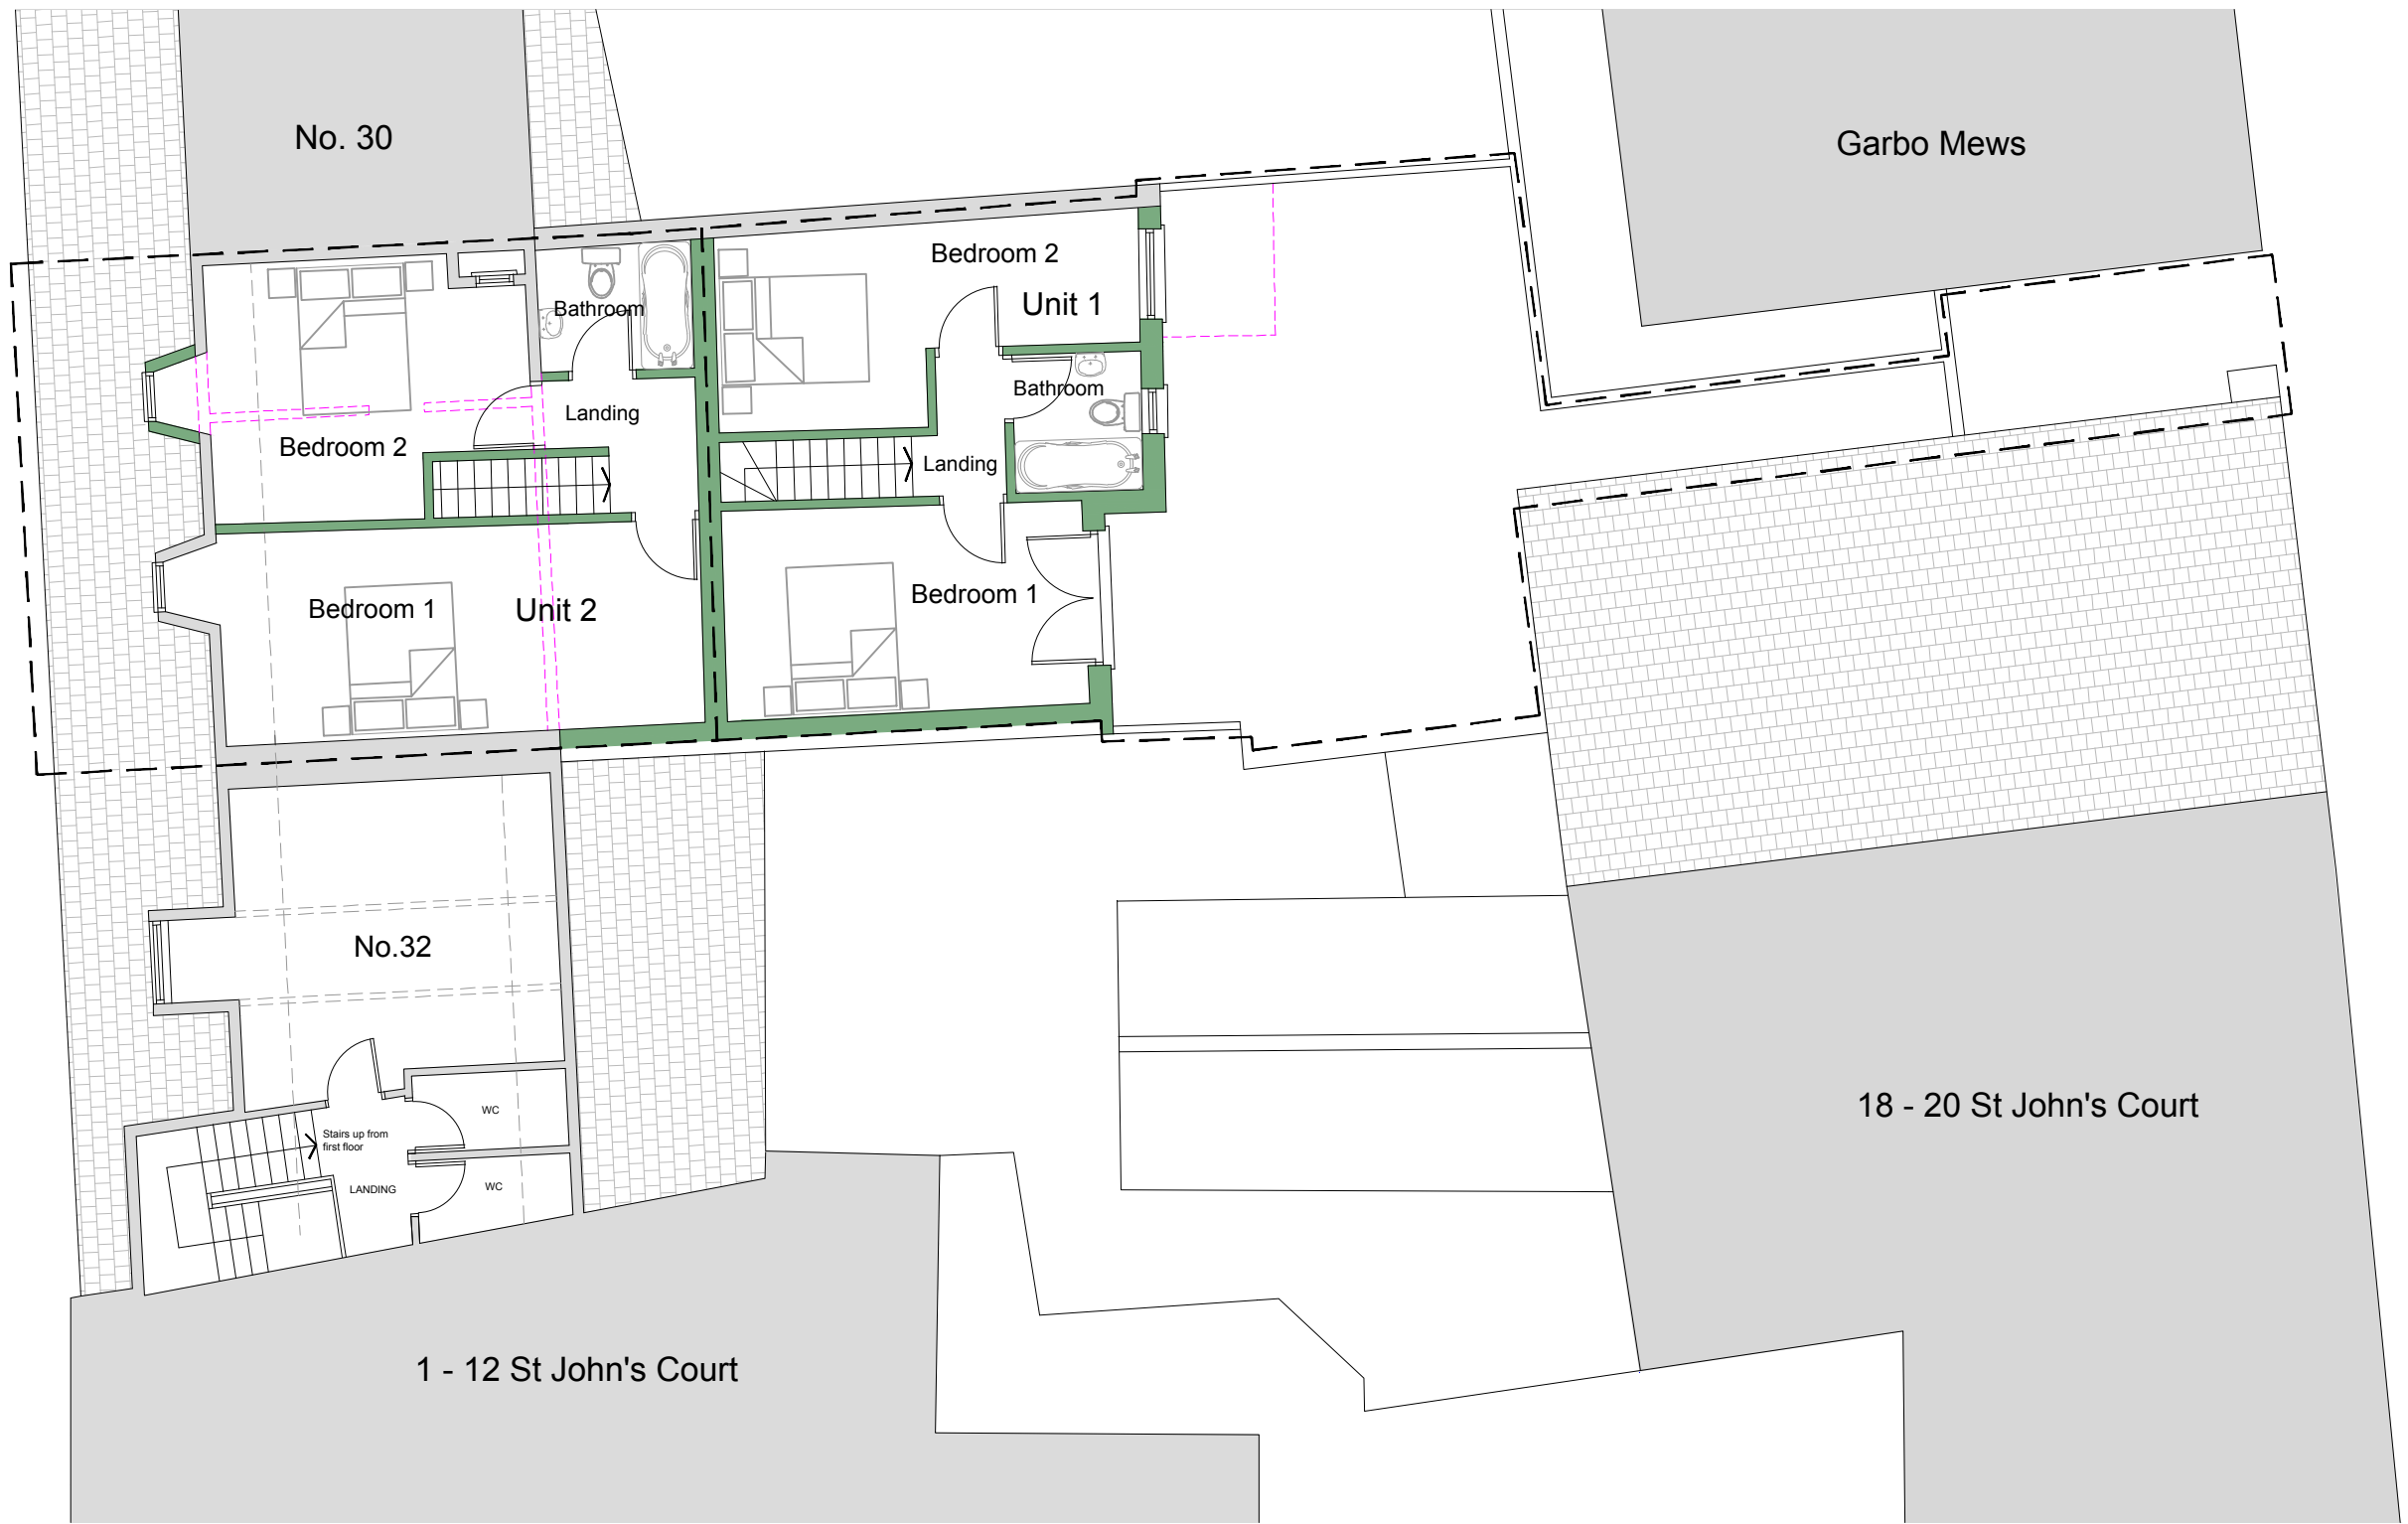 No. 30
Garbo Mews
Bedroom 2
Unit 1
Bathroom
Bathroom
Landing
Bedroom 2
Landing
Bedroom 1
Bedroom 1
Unit 2
No.32
WC
Stairs up from
first floor
LANDING
WC
18 - 20 St John's Court
1 - 12 St John's Court